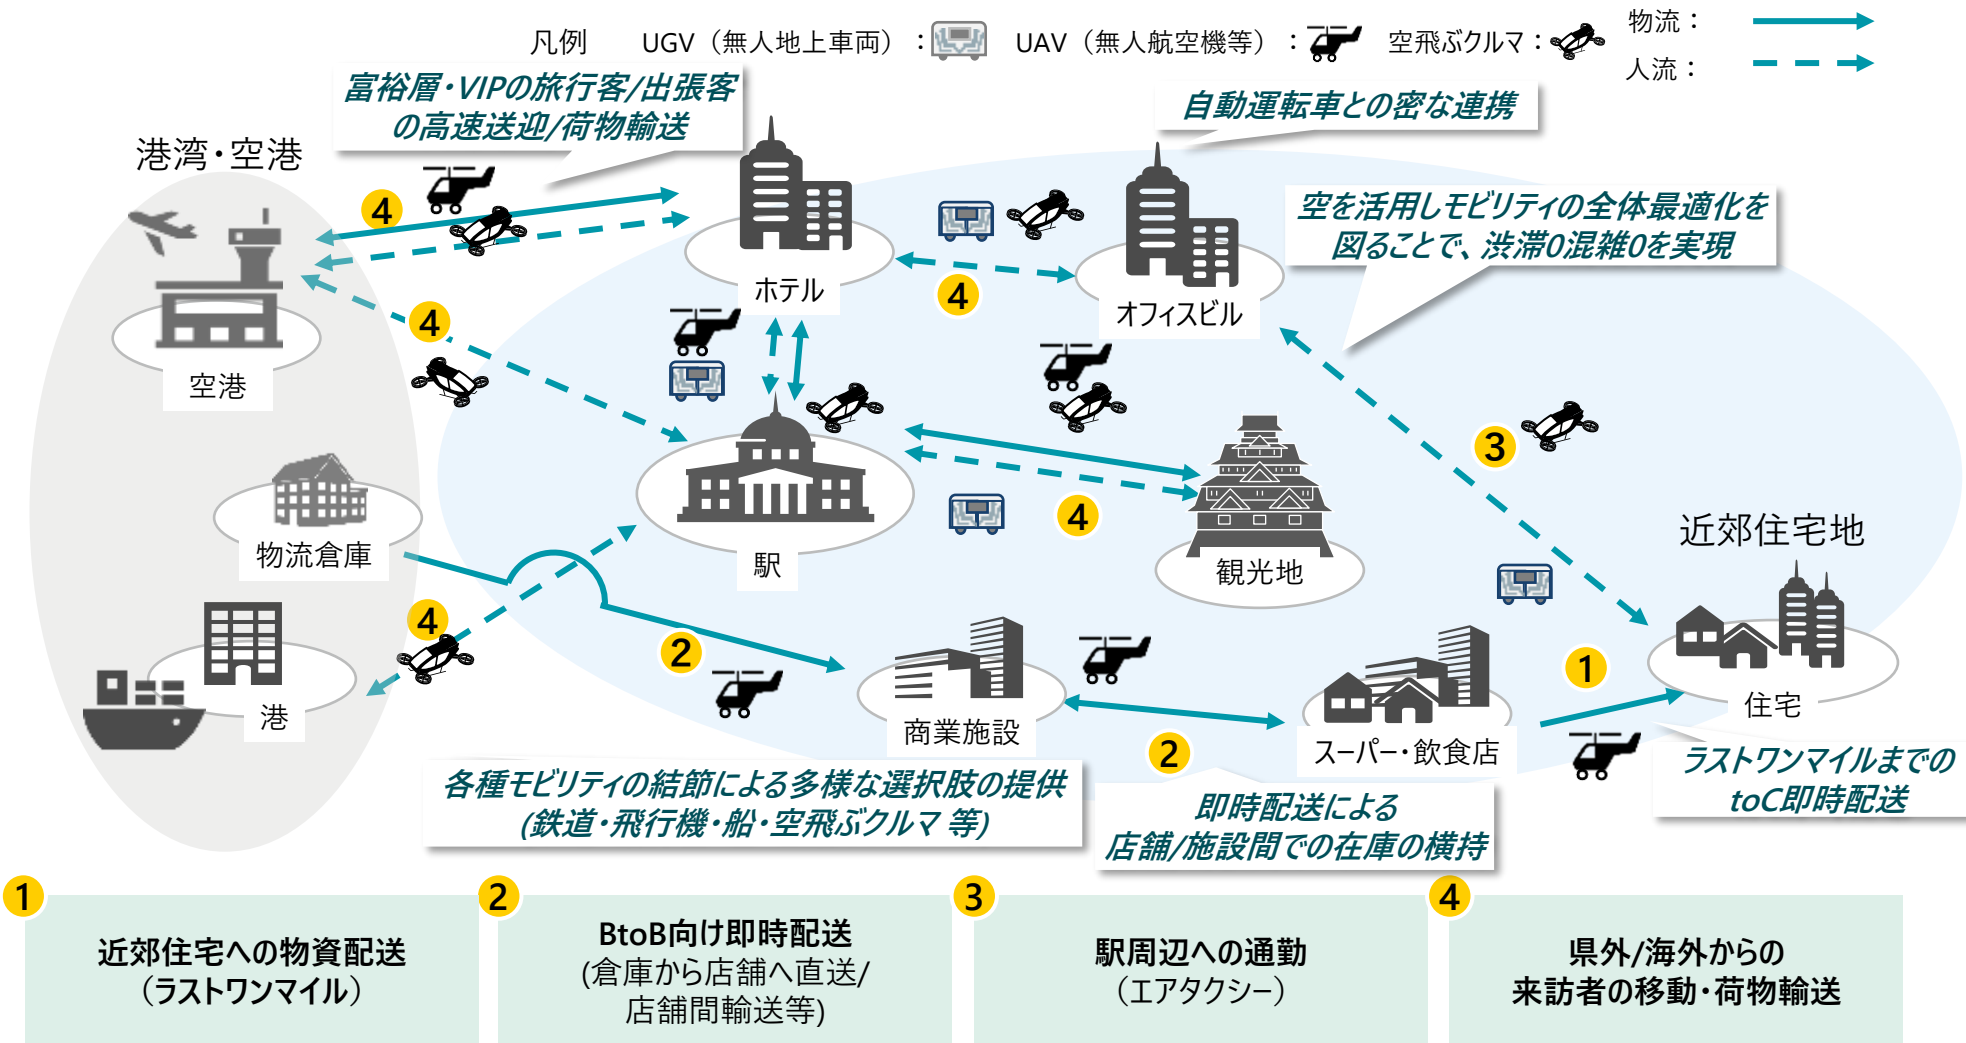 凡例
UGV（無人地上車両）：
UAV（無人航空機等）：
空飛ぶクルマ：
物流：
人流：
富裕層・VIPの旅行客/出張客
の高速送迎/荷物輸送
自動運転車との密な連携
港湾・空港
4
空を活用しモビリティの全体最適化を
図ることで、渋滞0混雑0を実現
ホテル
4
オフィスビル
4
空港
3
4
物流倉庫
駅
観光地
近郊住宅地
4
2
1
港
商業施設
2
スーパー・飲食店
住宅
各種モビリティの結節による多様な選択肢の提供
(鉄道・飛行機・船・空飛ぶクルマ 等)
即時配送による
店舗/施設間での在庫の横持
ラストワンマイルまでの
toC即時配送
1
近郊住宅への物資配送
（ラストワンマイル）
2
BtoB向け即時配送
(倉庫から店舗へ直送/
店舗間輸送等)
3
駅周辺への通勤
（エアタクシー）
4
県外/海外からの
来訪者の移動・荷物輸送